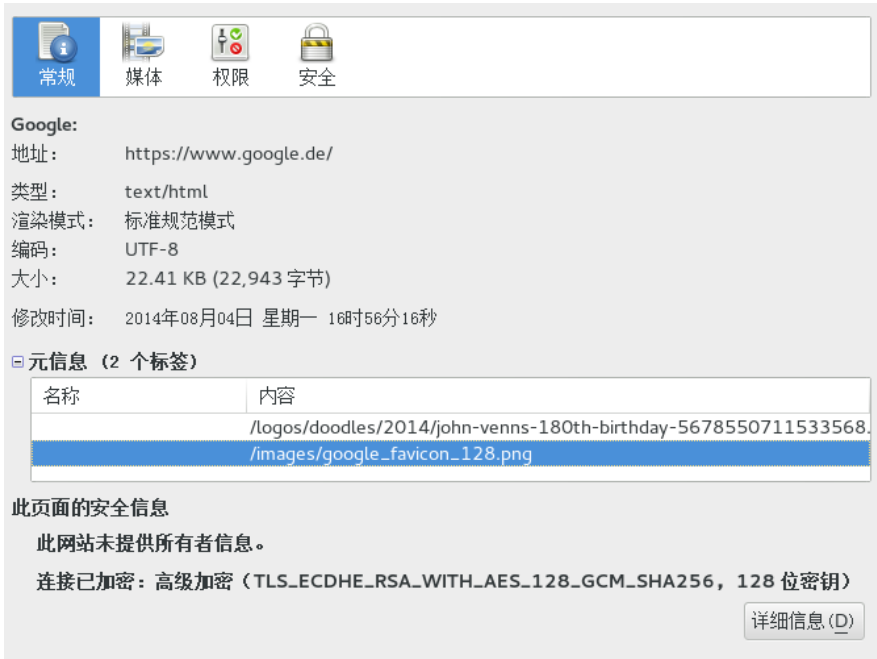 常规 媒体 权限 安全
Google:
地址： https://www.google.de/
类型： text/html
渲染模式： 标准规范模式
编码： UTF-8
大小： 22.41 KB (22,943 字节)
修改时间： 2014年08月04日 星期一 16时56分16秒
元信息（2 个标签）
名称 内容
/logos/doodles/2014/john-venns-180th-birthday-5678550711533568.
/images/google_favicon_128.png
此页面的安全信息
此网站未提供所有者信息。
连接已加密：高级加密（TLS_ECDHE_RSA_WITH_AES_128_GCM_SHA256，128 位密钥）
详细信息(D)